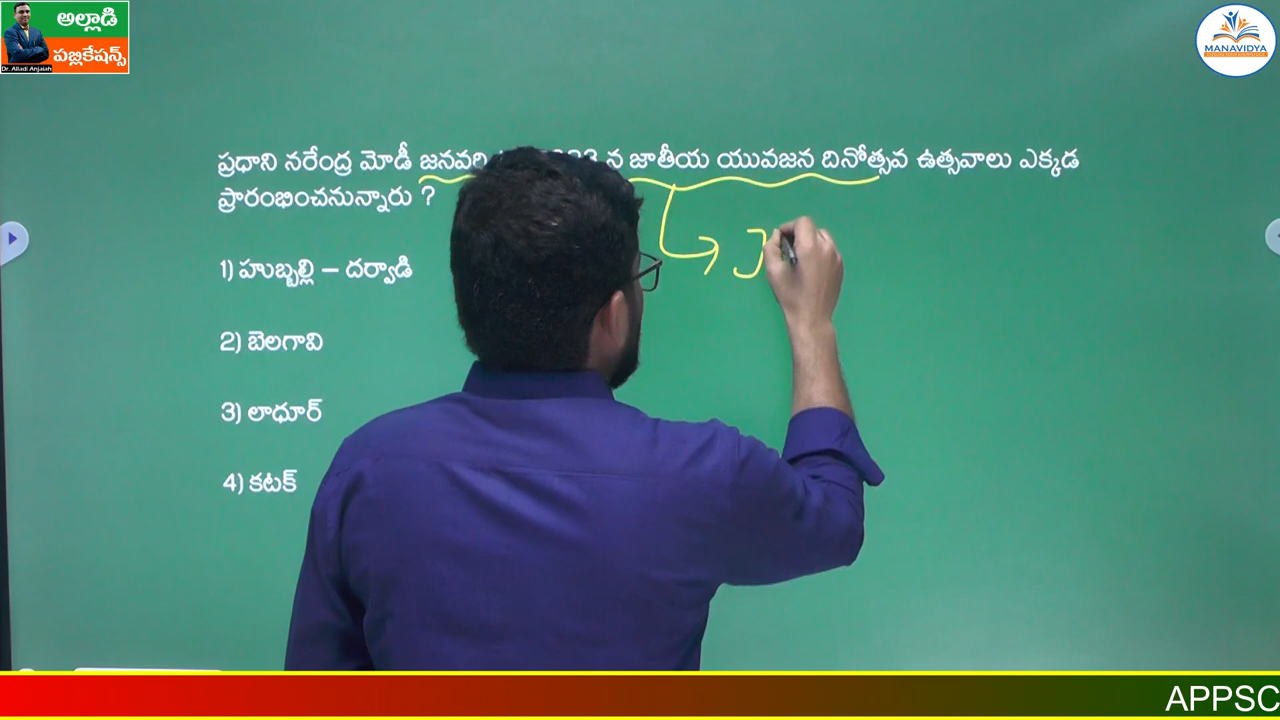 అల్లాడి
పబ్లికేషన్స్
Dr. Alladi Anjaiah
MANAVIDYA
ప్రధాని నరేంద్ర మోడీ జనవరి న జాతీయ యువజన దినోత్సవ ఉత్సవాలు ఎక్కడ
ప్రారంభించనున్నారు ?
1) హుబ్బల్లి – దర్వాడి
2) బెలగావి
3) లాధూర్
4) కటక్
J
APPSC